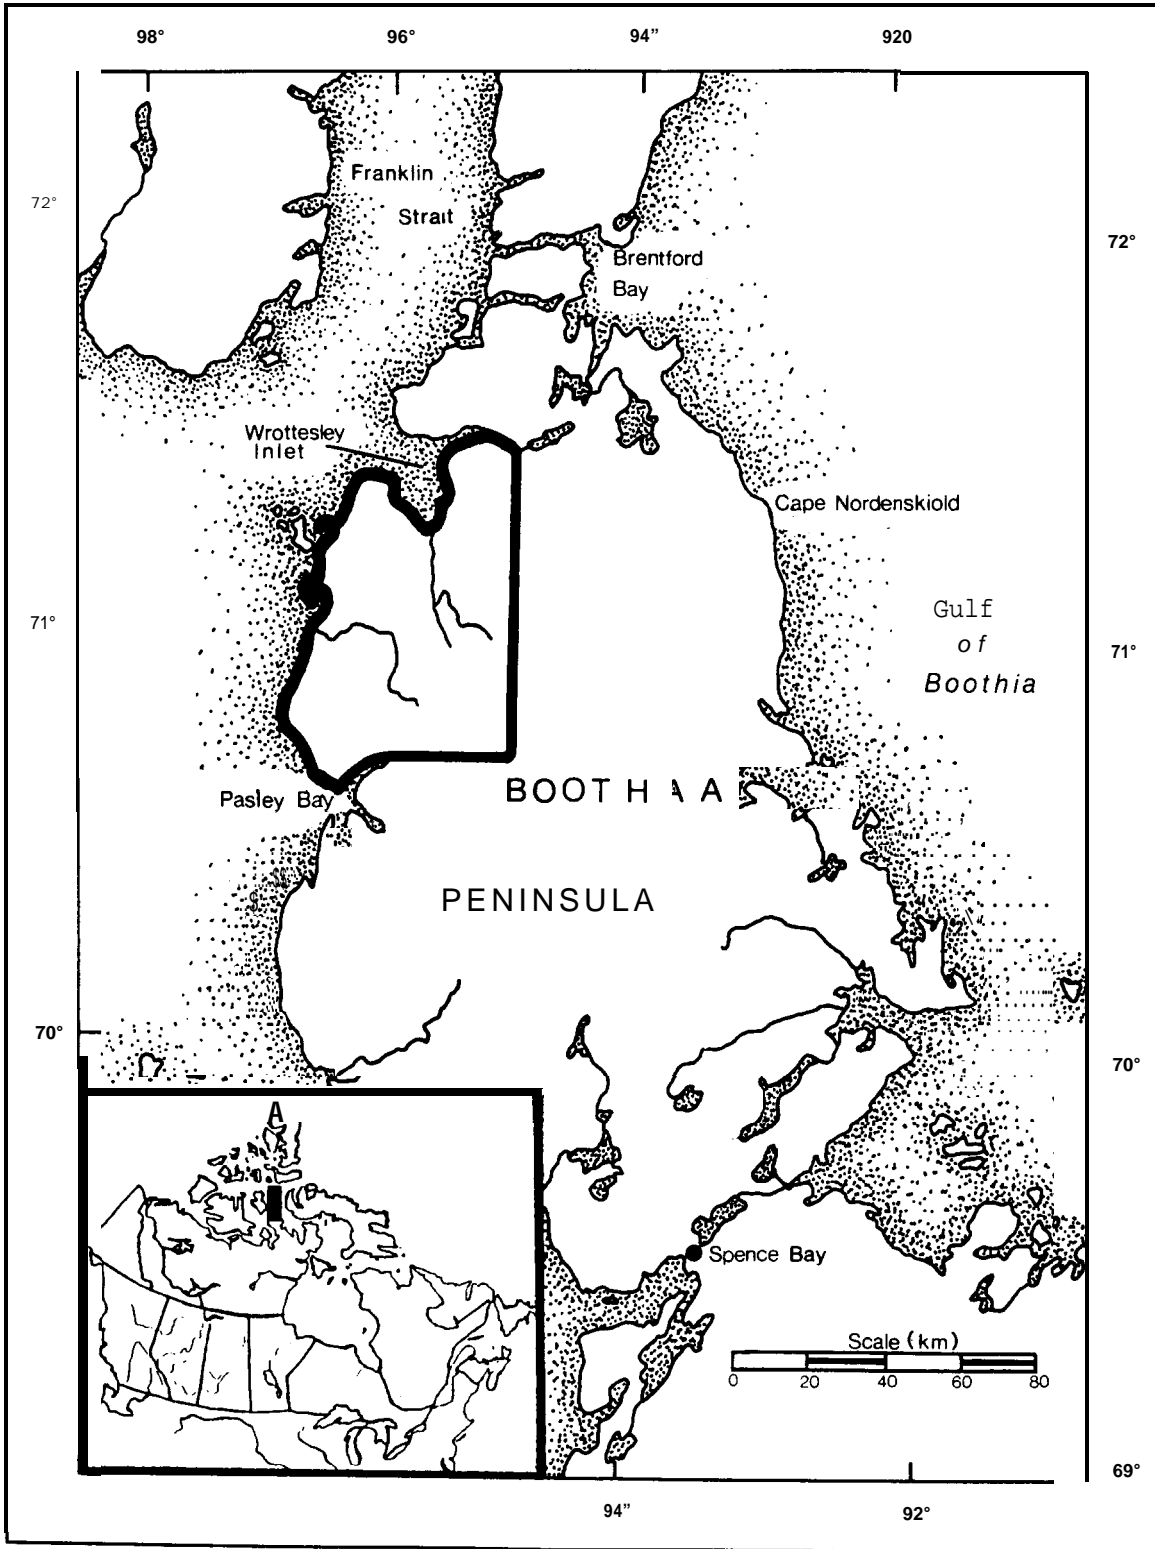 98° 96° 94" 920
Franklin
Strait
72°
72°
Brentford
Bay
Wrottesley
Inlet
Cape Nordenskiold
Gulf
of
Boothia
71°
71°
Pasley Bay
BOOTHIA
PENINSULA
70°
70°
A
Spence Bay
Scale (km)
0 20 40 60 80
69°
94" 92°